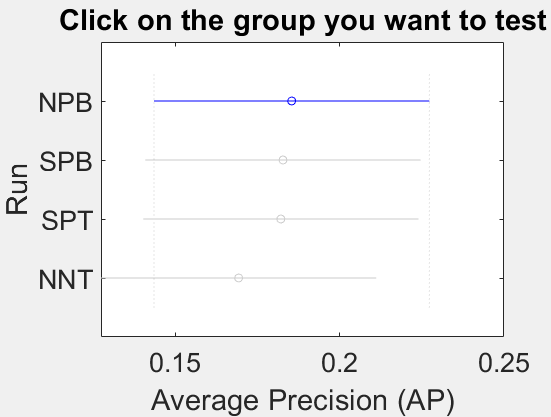 Click on the group you want to test
NPB
SPB
SPT
NNT
Run
0.15
0.2
0.25
Average Precision (AP)